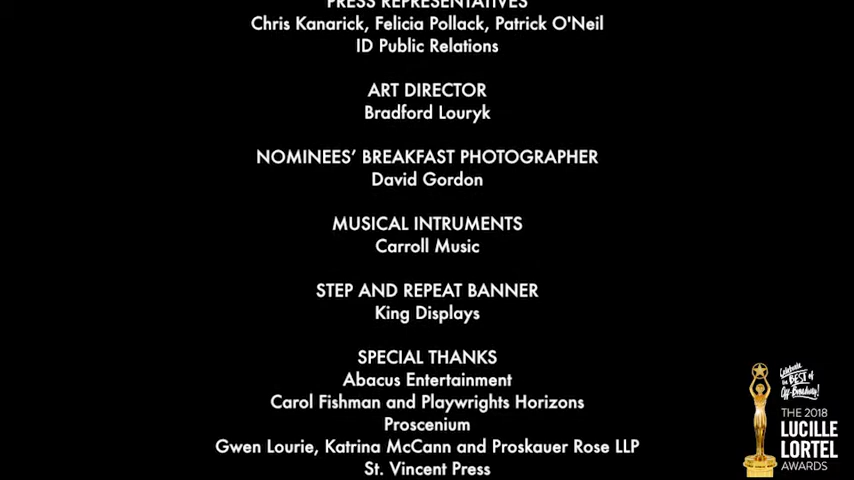 PRESS REPRESENTATIVES
Chris Kanarick, Felicia Pollack, Patrick O'Neil
ID Public Relations
ART DIRECTOR
Bradford Louryk
NOMINEES’ BREAKFAST PHOTOGRAPHER
David Gordon
MUSICAL INTRUMENTS
Carroll Music
STEP AND REPEAT BANNER
King Displays
SPECIAL THANKS
Abacus Entertainment
Carol Fishman and Playwrights Horizons
Proscenium
Gwen Lourie, Katrina McCann and Proskauer Rose LLP
St. Vincent Press
Celebrate
the BEST of
Off-Broadway!
THE 2018
LUCILLE
LORTEL
AWARDS